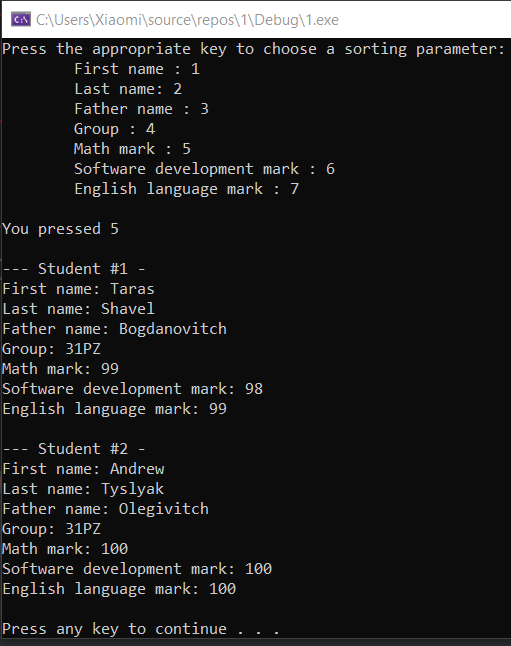 C:\Users\Xiaomi\source\repos\1\Debug\1.exe
Press the appropriate key to choose a sorting parameter:
First name : 1
Last name: 2
Father name : 3
Group : 4
Math mark : 5
Software development mark : 6
English language mark : 7
You pressed 5
--- Student #1 -
First name: Taras
Last name: Shavel
Father name: Bogdanovitch
Group: 31PZ
Math mark: 99
Software development mark: 98
English language mark: 99
--- Student #2 -
First name: Andrew
Last name: Tyslyak
Father name: Olegivitch
Group: 31PZ
Math mark: 100
Software development mark: 100
English language mark: 100
Press any key to continue . . .